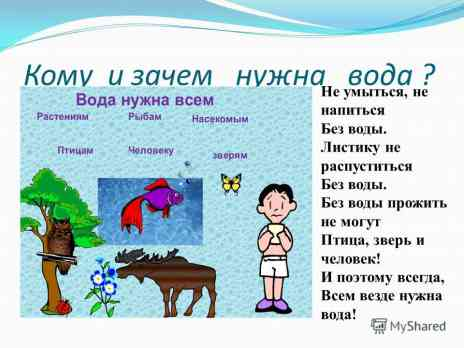 Кому и зачем нужна вода ?
Вода нужна всем
Растениям Рыбам Насекомым
Птицам Человеку зверям
Не умыться, не
напиться
Без воды.
Листику не
распуститься
Без воды.
Без воды прожить
не могут
Птица, зверь и
человек!
И поэтому всегда,
Всем везде нужна
вода!
MyShared